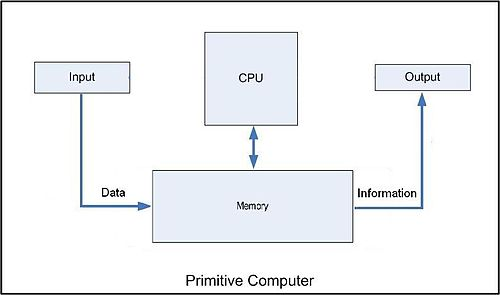 Input
CPU
Output
Data
Memory
Information
Primitive Computer